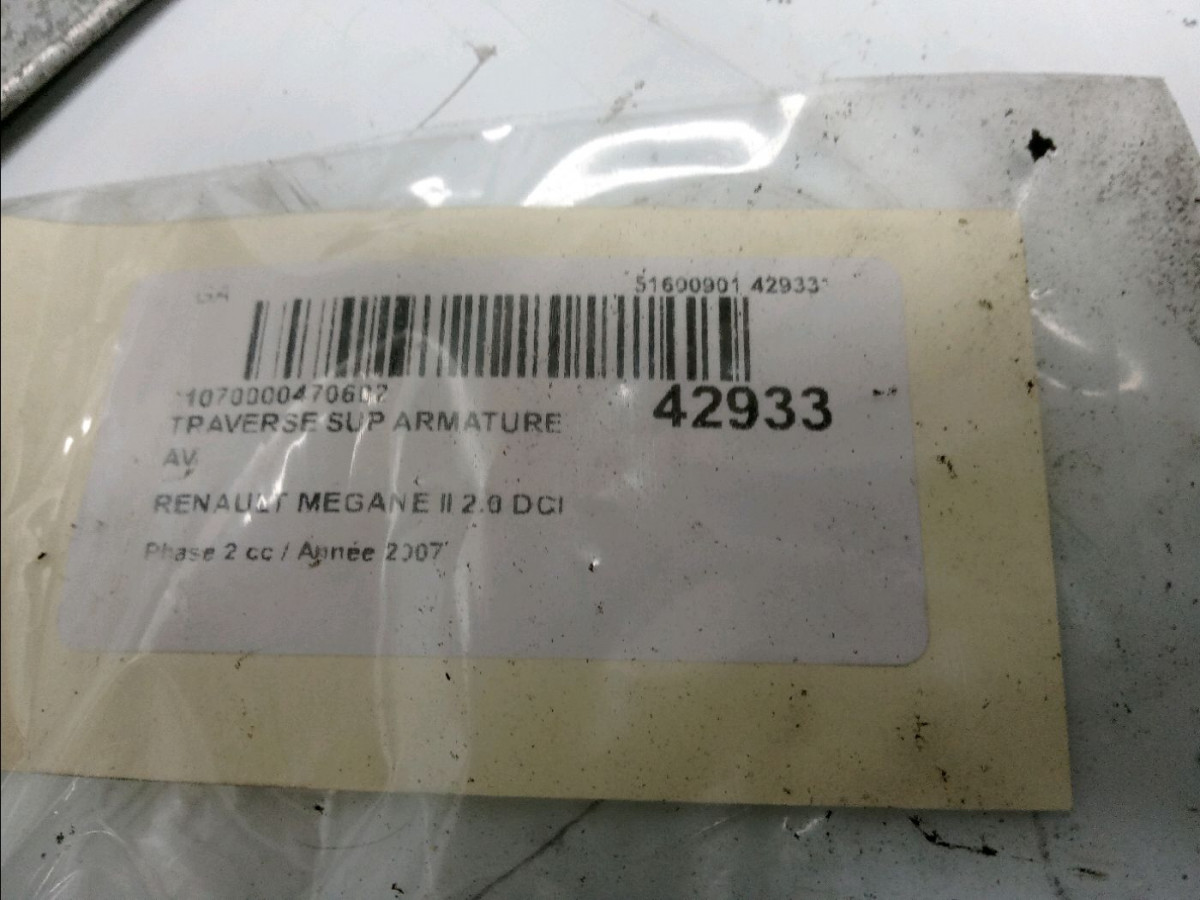 GA
51600901 42933*
*1070000470602
42933
TRAVERSE SUP ARMATURE
AV
RENAULT MEGANE II 2.0 DCI
Phase 2 cc / Année 2007